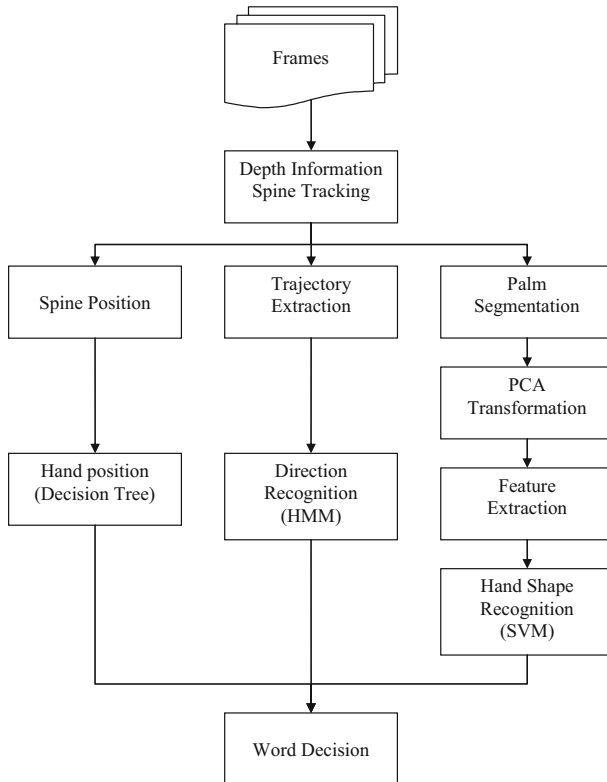 Frames
Depth Information
Spine Tracking
Spine Position
Trajectory
Extraction
Palm
Segmentation
PCA
Transformation
Hand position
(Decision Tree)
Direction
Recognition
(HMM)
Feature
Extraction
Hand Shape
Recognition
(SVM)
Word Decision